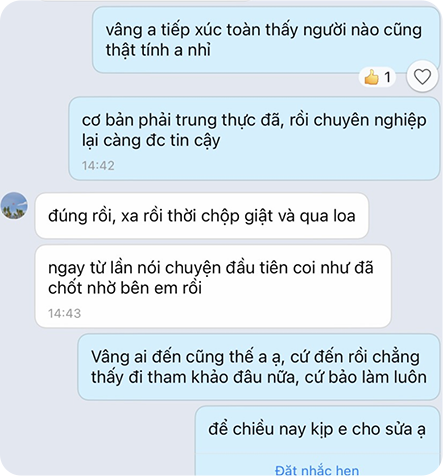 vâng a tiếp xúc toàn thấy người nào cũng
thật tính a nhỉ
1
cơ bản phải trung thực đã, rồi chuyên nghiệp
lại càng đc tin cậy
14:42
đúng rồi, xa rồi thời chộp giật và qua loa
ngay từ lần nói chuyện đầu tiên coi như đã
chốt nhờ bên em rồi
14:43
Vâng ai đến cũng thế a ạ, cứ đến rồi chẳng
thấy đi tham khảo đâu nữa, cứ bảo làm luôn
để chiều nay kịp e cho sửa ạ
Đặt nhắc hẹn